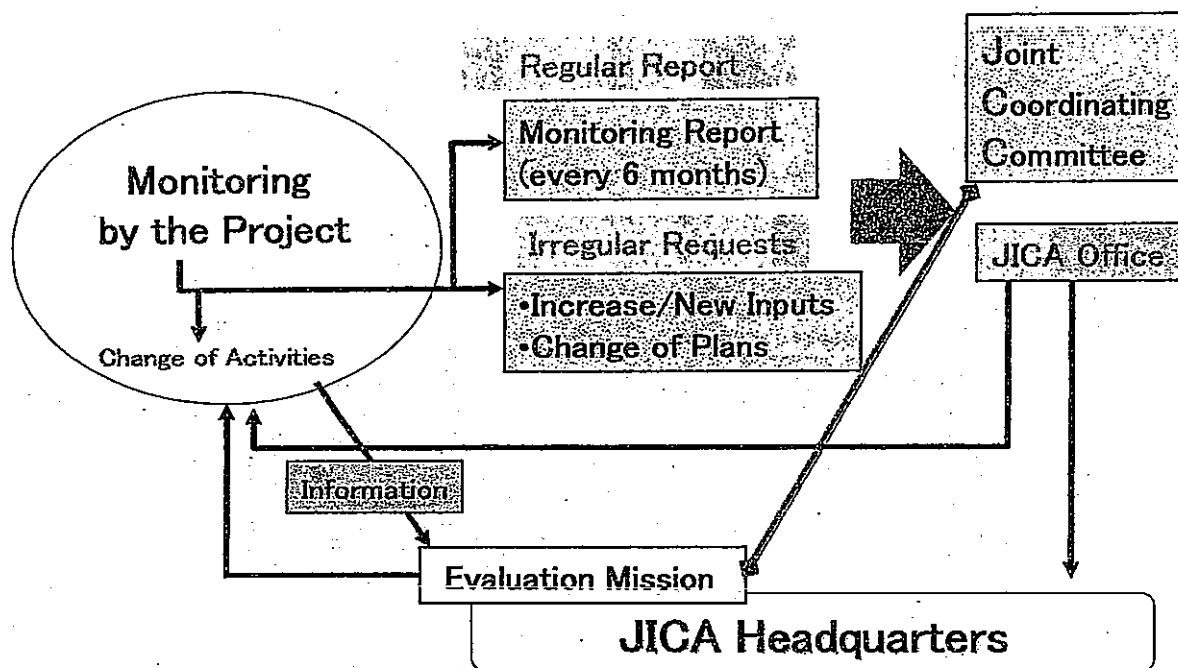 Monitoring
by the Project
Change of Activities
Regular Report
Monitoring Report
(every 6 months)
Irregular Requests
•Increase/New Inputs
•Change of Plans
Joint
Coordinating
Committee
JICA Office
Information
Evaluation Mission
JICA Headquarters